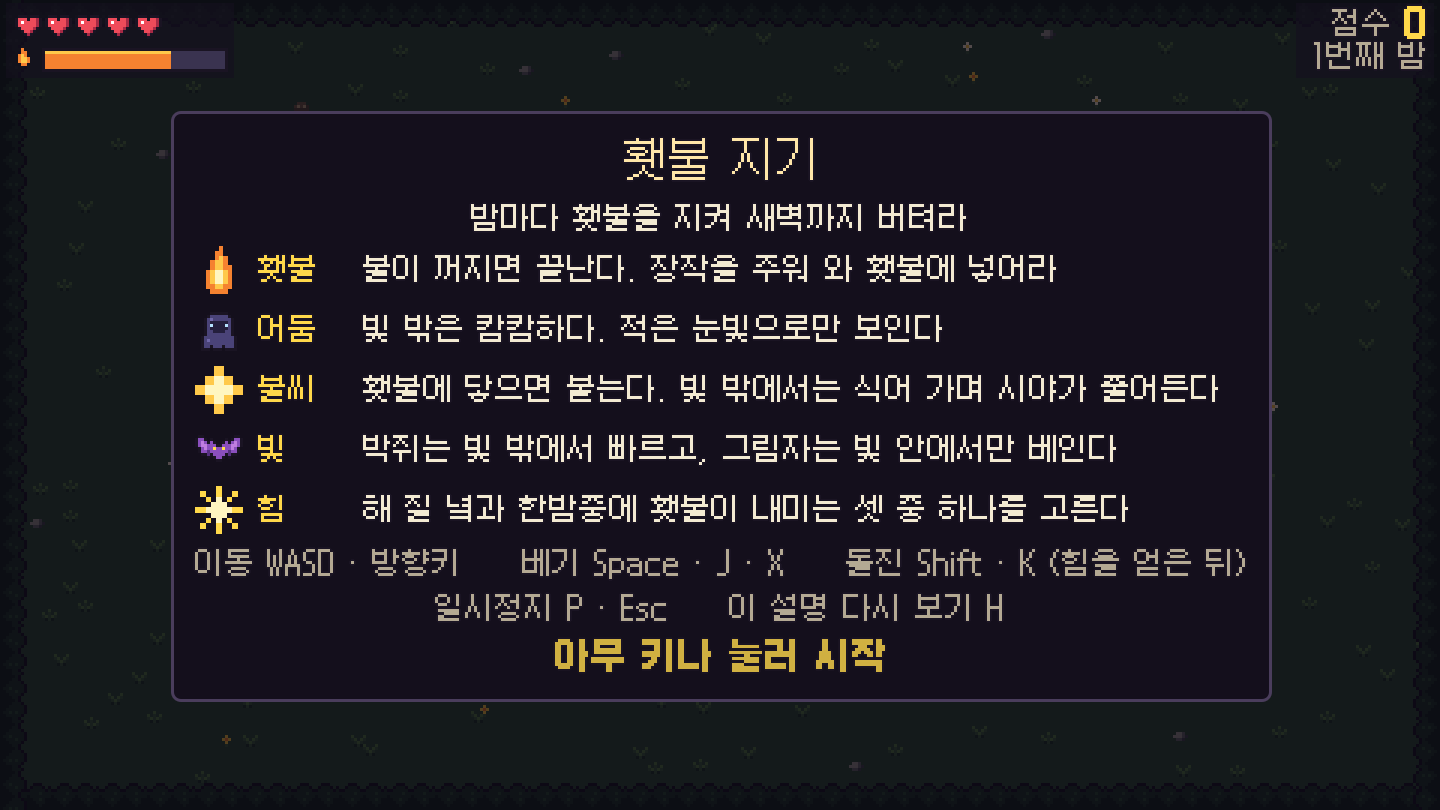 점수 0
1번째 밤
횃불 지기
밤마다 횃불을 지켜 새벽까지 버텨라
횃불 불이 꺼지면 끝난다. 장작을 주워 와 횃불에 넣어라
어둠 빛 밖은 캄캄하다. 적은 눈빛으로만 보인다
불씨 횃불에 닿으면 붙는다. 빛 밖에서는 식어 가며 시야가 줄어든다
빛 박쥐는 빛 밖에서 빠르고, 그림자는 빛 안에서만 베인다
힘 해 질 녘과 한밤중에 횃불이 내미는 셋 중 하나를 고른다
이동 WASD · 방향키 베기 Space · J · X 돌진 Shift · K (힘을 얻은 뒤)
일시정지 P · Esc 이 설명 다시 보기 H
아무 키나 눌러 시작